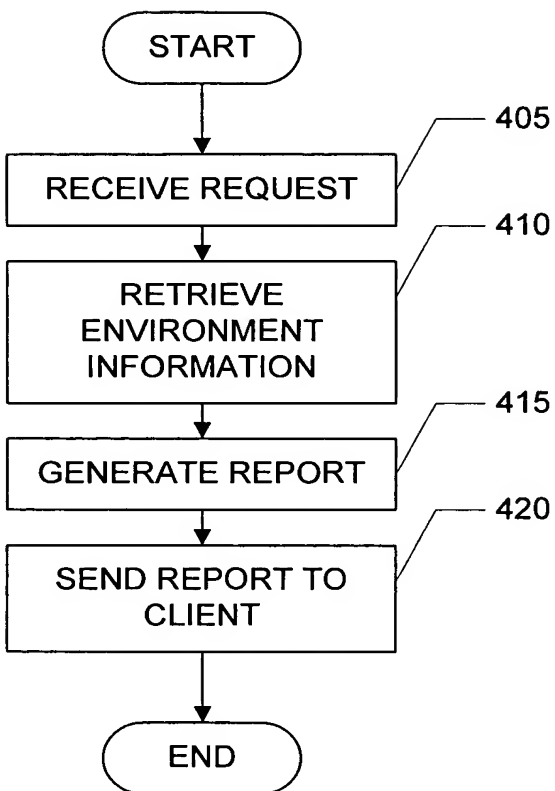 START
405
RECEIVE REQUEST
410
RETRIEVE
ENVIRONMENT
INFORMATION
415
GENERATE REPORT
420
SEND REPORT TO
CLIENT
END